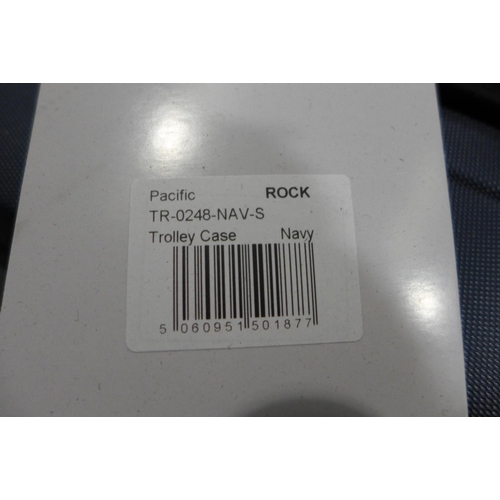 Pacific ROCK
TR-0248-NAV-S
Trolley Case Navy
5 060951 501877